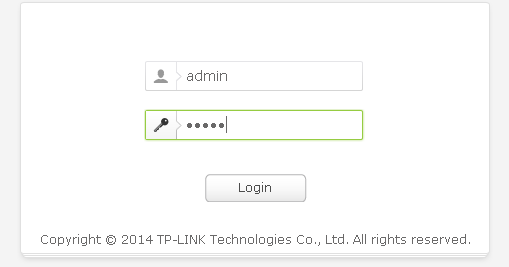 admin
•••••
Login
Copyright © 2014 TP-LINK Technologies Co., Ltd. All rights reserved.